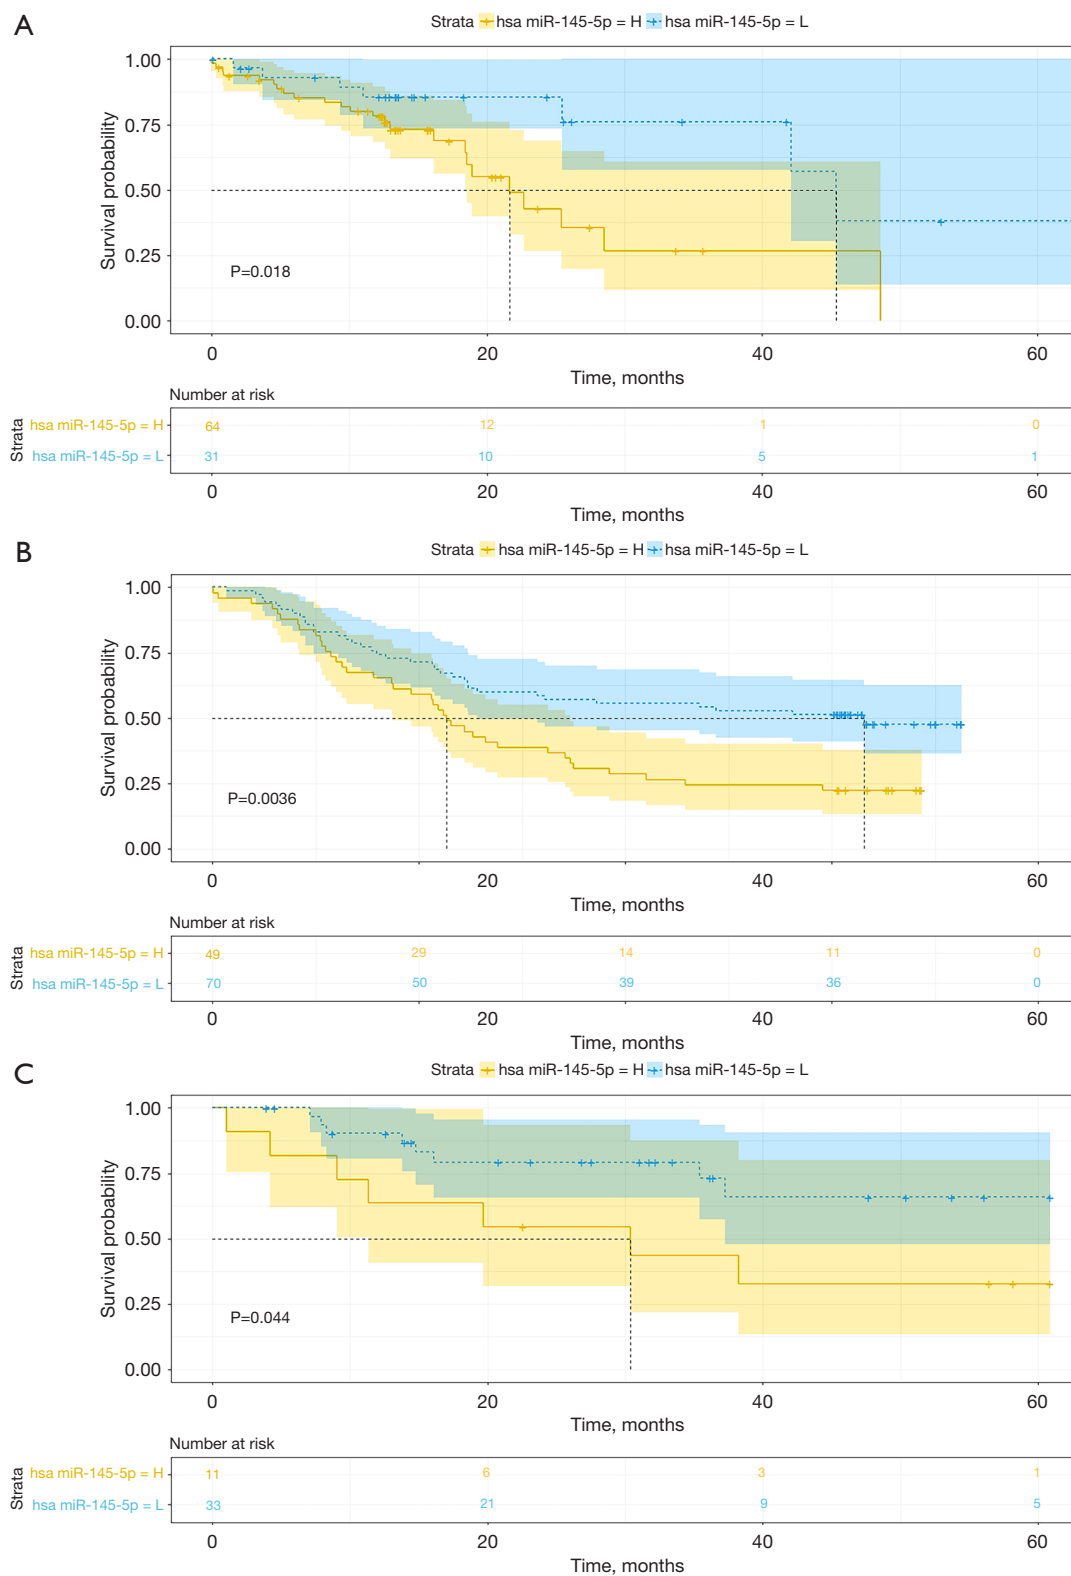 A
Strata hsa miR-145-5p = H hsa miR-145-5p = L
Survival probability
1.00
0.75
0.50
0.25
0.00
P=0.018
0 20 40 60
Time, months
Number at risk
Strata
hsa miR-145-5p = H 64 12 1 0
hsa miR-145-5p = L 31 10 5 1
0 20 40 60
Time, months
B
Strata hsa miR-145-5p = H hsa miR-145-5p = L
Survival probability
1.00
0.75
0.50
0.25
0.00
P=0.0036
0 20 40 60
Time, months
Number at risk
Strata
hsa miR-145-5p = H 49 29 14 11 0
hsa miR-145-5p = L 70 50 39 36 0
0 20 40 60
Time, months
C
Strata hsa miR-145-5p = H hsa miR-145-5p = L
Survival probability
1.00
0.75
0.50
0.25
0.00
P=0.044
0 20 40 60
Time, months
Number at risk
Strata
hsa miR-145-5p = H 11 6 3 1
hsa miR-145-5p = L 33 21 9 5
0 20 40 60
Time, months